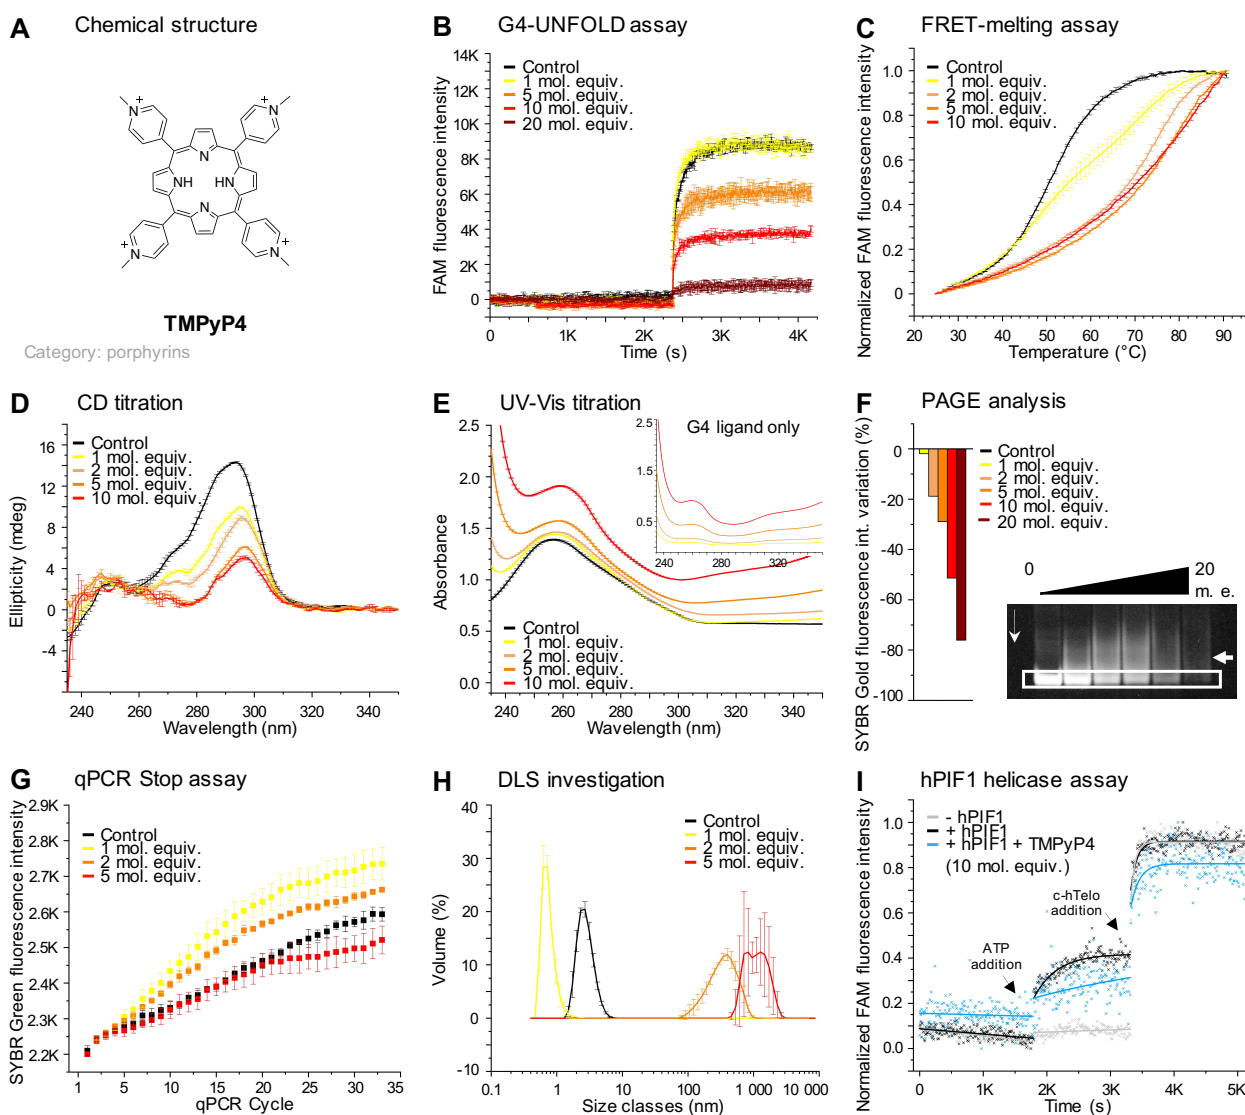 A Chemical structure
N+
N+
N
NH
HN
N
N+
N+
TMPyP4
Category: porphyrins
B G4-UNFOLD assay
FAM fluorescence intensity
14K
12K
10K
8K
6K
4K
2K
0
Control
1 mol. equiv.
5 mol. equiv.
10 mol. equiv.
20 mol. equiv.
0 1K 2K 3K 4K
Time (s)
C FRET-melting assay
Normalized FAM fluorescence intensity
1.0
0.8
0.6
0.4
0.2
0
Control
1 mol. equiv.
2 mol. equiv.
5 mol. equiv.
10 mol. equiv.
20 30 40 50 60 70 80 90
Temperature (°C)
D CD titration
Ellipticity (mdeg)
16
12
8
4
0
-4
Control
1 mol. equiv.
2 mol. equiv.
5 mol. equiv.
10 mol. equiv.
235 260 280 300 320 340
Wavelength (nm)
E UV-Vis titration
Absorbance
2.5
2.0
1.5
1.0
0.5
0.0
2.5
1.5
0.5
G4 ligand only
240 280 320
Control
1 mol. equiv.
2 mol. equiv.
5 mol. equiv.
10 mol. equiv.
240 260 280 300 320 340
Wavelength (nm)
F PAGE analysis
SYBR Gold fluorescence int. variation (%)
0
-20
-40
-60
-80
-100
Control
1 mol. equiv.
2 mol. equiv.
5 mol. equiv.
10 mol. equiv.
20 mol. equiv.
0 20
m. e.
G qPCR Stop assay
SYBR Green fluorescence intensity
2.9K
2.8K
2.7K
2.6K
2.5K
2.4K
2.3K
2.2K
Control
1 mol. equiv.
2 mol. equiv.
5 mol. equiv.
1 5 10 15 20 25 30 35
qPCR Cycle
H DLS investigation
Volume (%)
40
30
20
10
0
-10
Control
1 mol. equiv.
2 mol. equiv.
5 mol. equiv.
0.1 1 10 100 1 000 10 000
Size classes (nm)
I hPIF1 helicase assay
Normalized FAM fluorescence intensity
1.0
0.8
0.6
0.4
0.2
0.0
- hPIF1
+ hPIF1
+ hPIF1 + TMPyP4
(10 mol. equiv.)
c-hTelo
addition
ATP
addition
0 1K 2K 3K 4K 5K
Time (s)